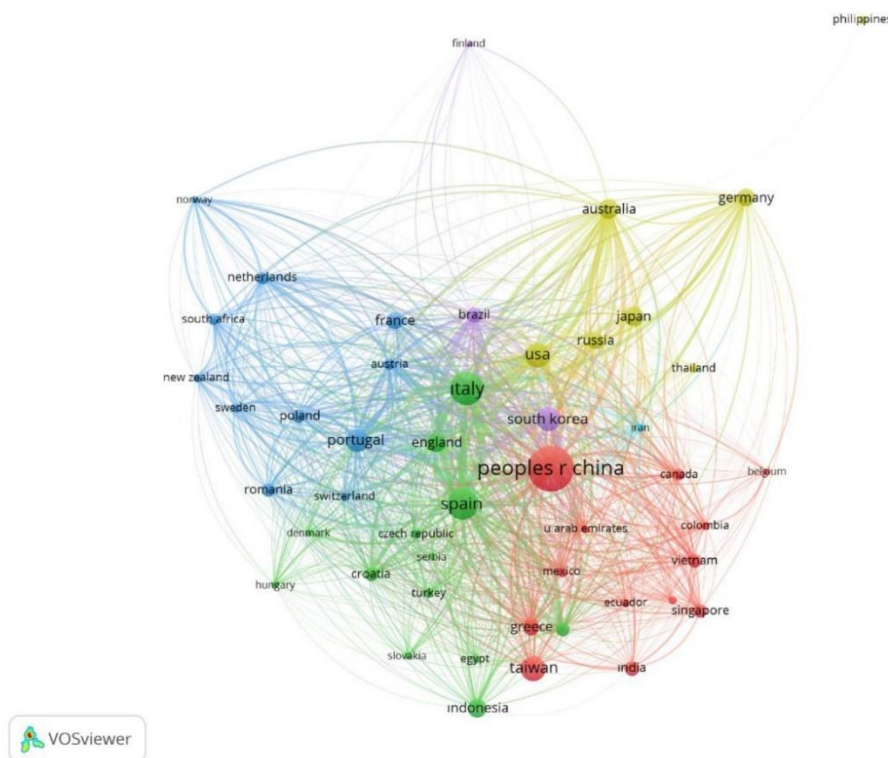 philippines
finland
norway
australia
germany
netherlands
south africa
france
brazil
japan
russia
usa
austria
thailand
new zealand
italy
sweden
poland
south korea
iran
portugal
england
peoples r china
canada
belgium
romania
switzerland
spain
u arab emirates
colombia
denmark
czech republic
serbia
vietnam
hungary
croatia
mexico
turkey
ecuador
singapore
greece
slovakia
egypt
taiwan
india
indonesia
VOSviewer